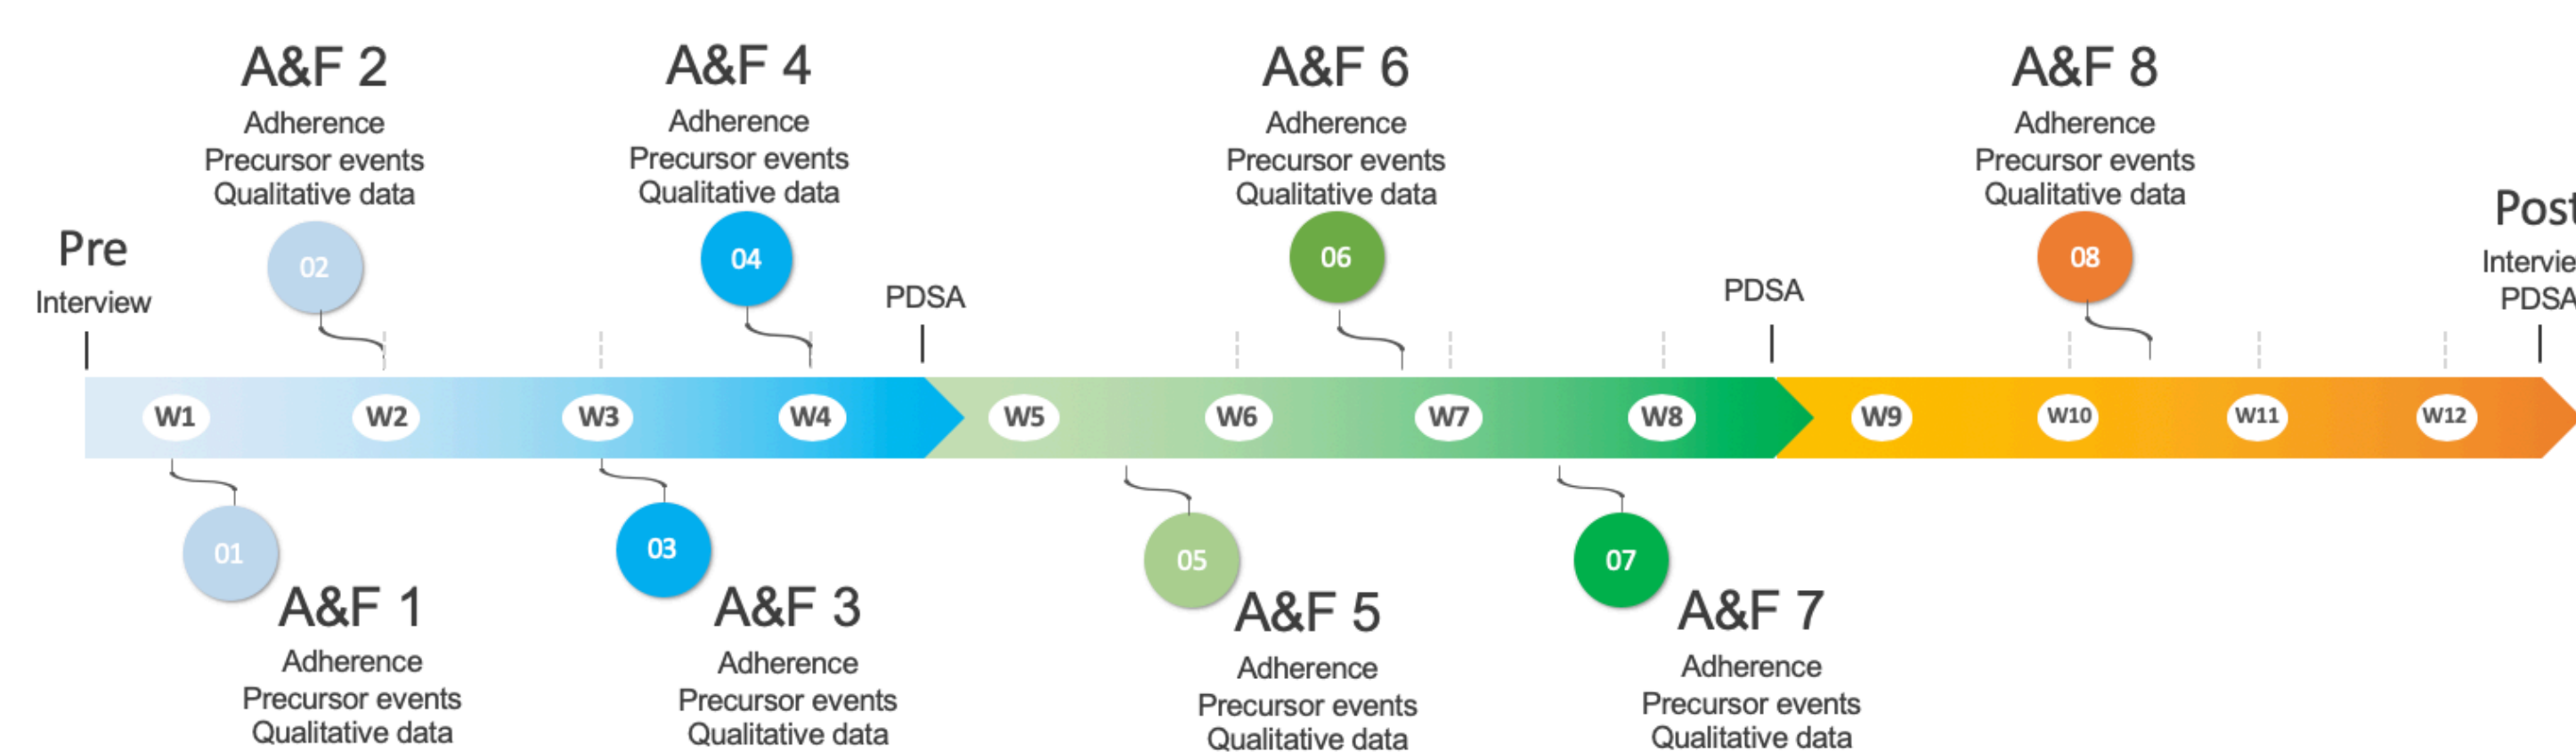 A&F 2
Adherence
Precursor events
Qualitative data
02
A&F 4
Adherence
Precursor events
Qualitative data
04
A&F 6
Adherence
Precursor events
Qualitative data
06
A&F 8
Adherence
Precursor events
Qualitative data
08
Pre
Interview
PDSA
PDSA
Post
Intervie
PDSA
W1 W2 W3 W4 W5 W6 W7 W8 W9 W10 W11 W12
01
A&F 1
Adherence
Precursor events
Qualitative data
03
A&F 3
Adherence
Precursor events
Qualitative data
05
A&F 5
Adherence
Precursor events
Qualitative data
07
A&F 7
Adherence
Precursor events
Qualitative data